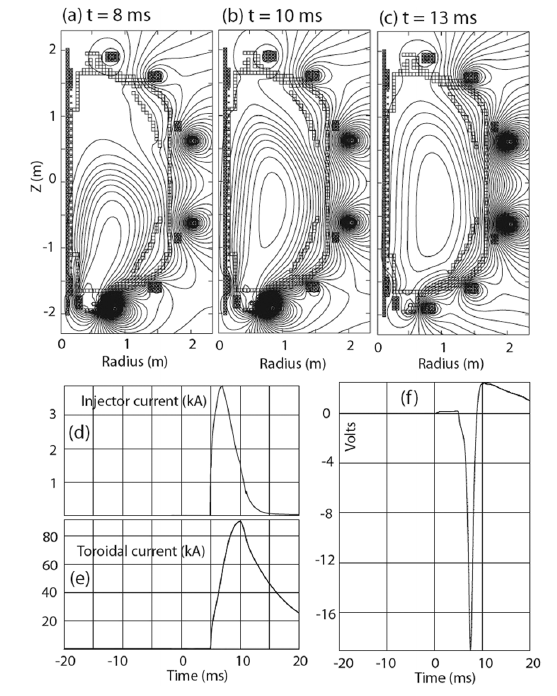 (a) t = 8 ms (b) t = 10 ms (c) t = 13 ms
2
1
0
-1
-2
Z (m)
0 1 2 0 1 2 0 1 2
Radius (m) Radius (m) Radius (m)
Injector current (kA)
(d)
3
2
1
Toroidal current (kA)
(e)
80
60
40
20
-20 -10 0 10 20
Time (ms)
(f)
Volts
0
-4
-8
-12
-16
-20 -10 0 10 20
Time (ms)